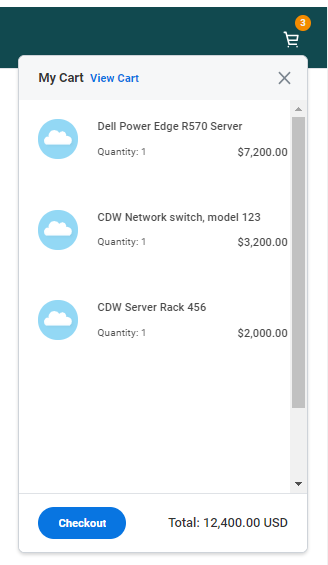 3
My Cart View Cart
Dell Power Edge R570 Server
Quantity: 1 $7,200.00
CDW Network switch, model 123
Quantity: 1 $3,200.00
CDW Server Rack 456
Quantity: 1 $2,000.00
Checkout Total: 12,400.00 USD